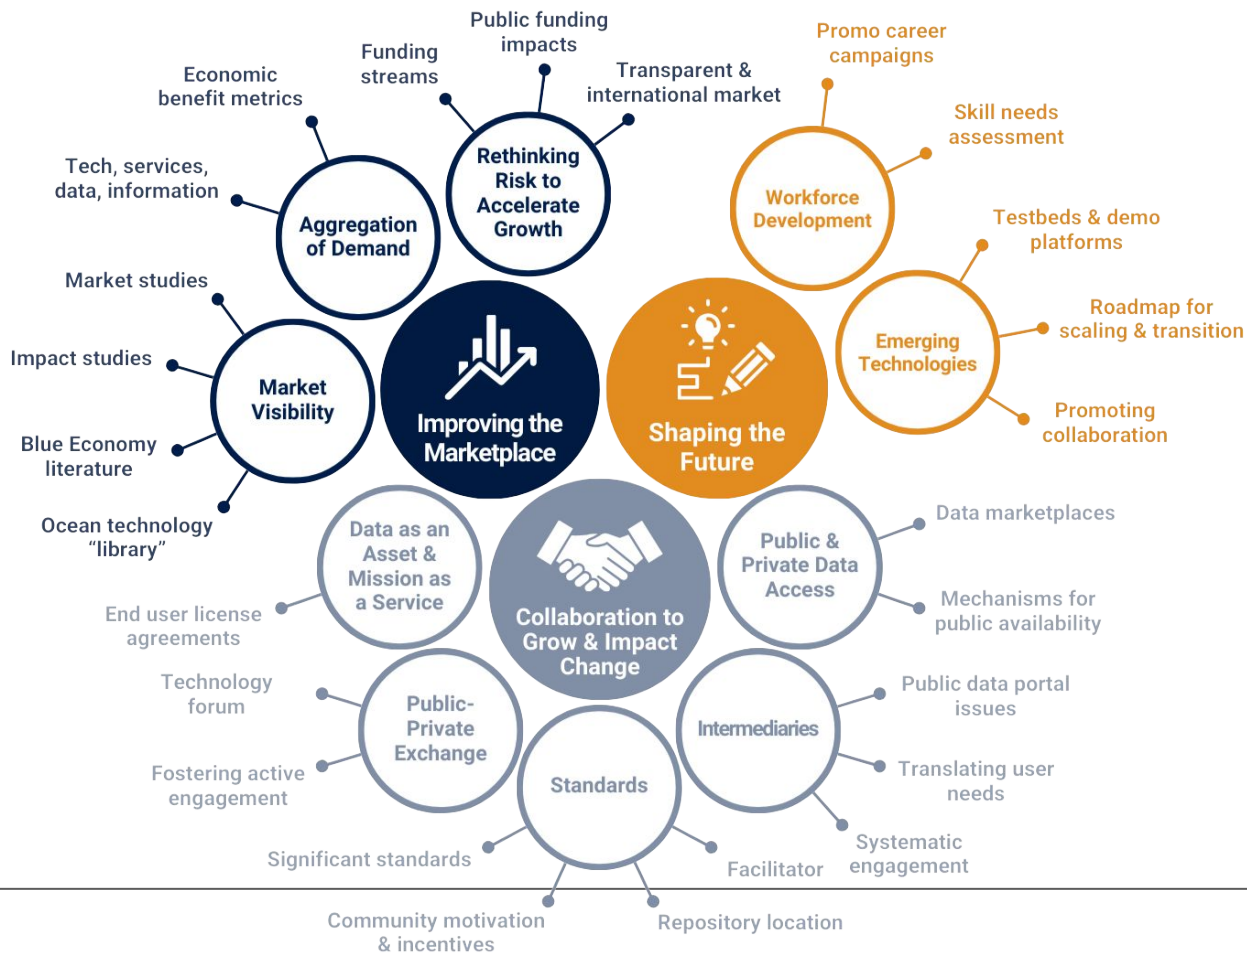 Public funding
impacts
Funding
streams
Transparent &
international market
Economic
benefit metrics
Tech, services,
data, information
Rethinking
Risk to
Accelerate
Growth
Aggregation
of Demand
Market studies
Impact studies
Blue Economy
literature
Ocean technology
“library”
Market
Visibility
Improving the
Marketplace
Promo career
campaigns
Skill needs
assessment
Workforce
Development
Testbeds & demo
platforms
Roadmap for
scaling & transition
Promoting
collaboration
Emerging
Technologies
Shaping the
Future
Data as an
Asset &
Mission as
a Service
End user license
agreements
Technology
forum
Fostering active
engagement
Public-
Private
Exchange
Collaboration to
Grow & Impact
Change
Public &
Private Data
Access
Data marketplaces
Mechanisms for
public availability
Intermediaries
Public data portal
issues
Translating user
needs
Systematic
engagement
Standards
Significant standards
Community motivation
& incentives
Repository location
Facilitator